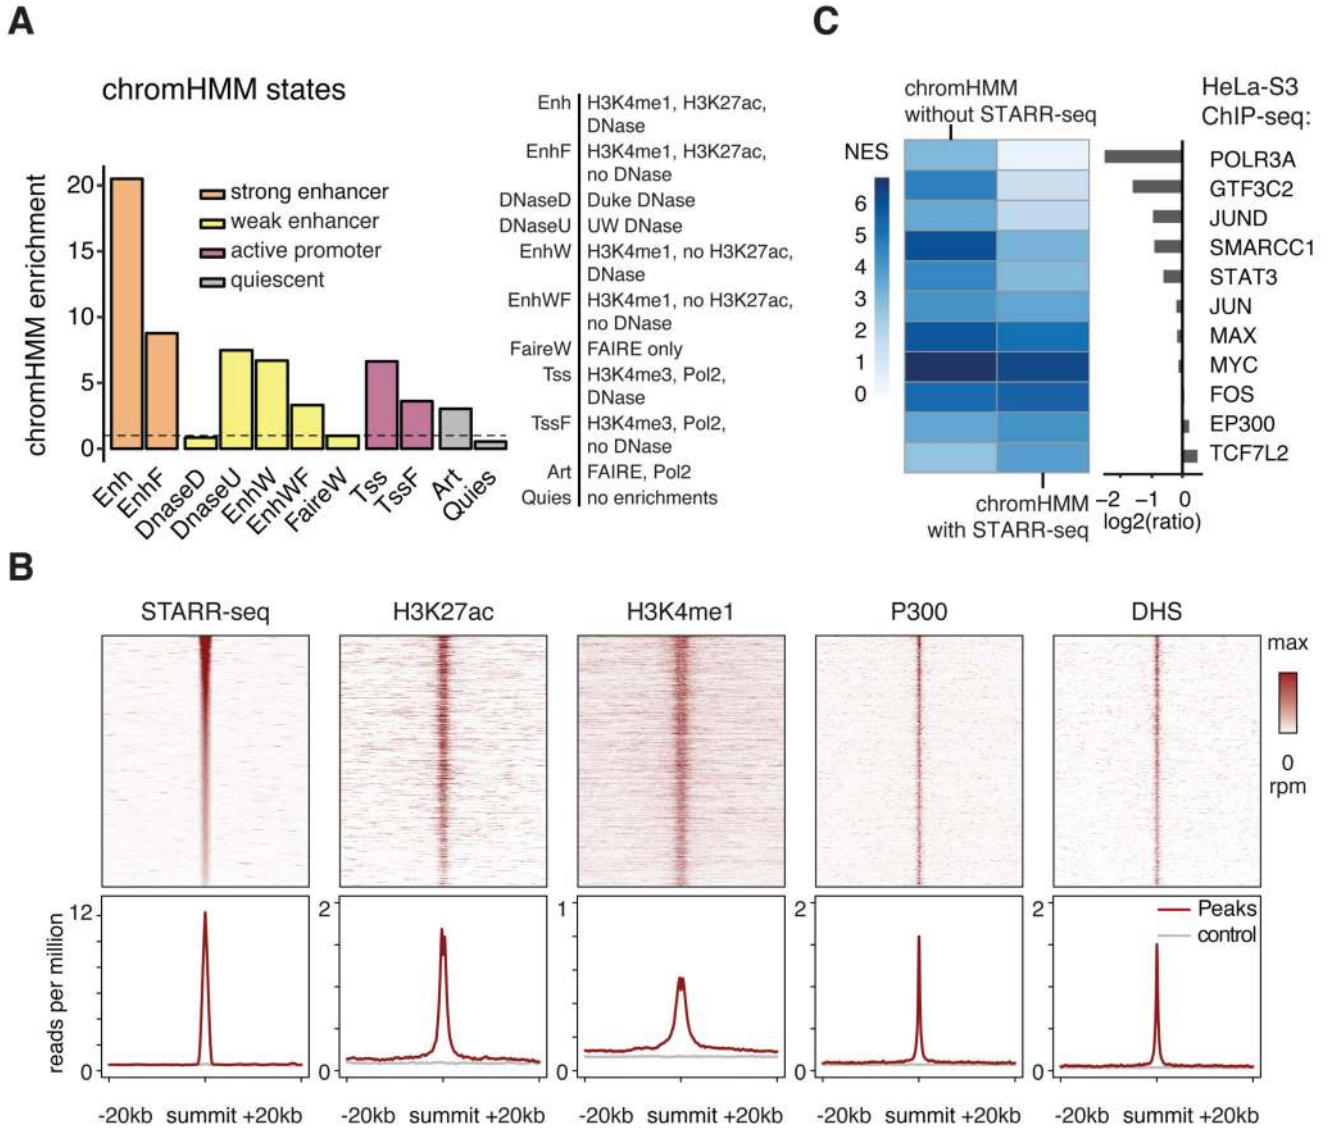 A
chromHMM states
chromHMM enrichment
20
15
10
5
0
strong enhancer
weak enhancer
active promoter
quiescent
Enh
EnhF
DnaseD
DnaseU
EnhW
EnhWF
FaireW
Tss
TssF
Art
Quies
Enh H3K4me1, H3K27ac,
DNase
EnhF H3K4me1, H3K27ac,
no DNase
DNaseD Duke DNase
DNaseU UW DNase
EnhW H3K4me1, no H3K27ac,
DNase
EnhWF H3K4me1, no H3K27ac,
no DNase
FaireW FAIRE only
Tss H3K4me3, Pol2,
DNase
TssF H3K4me3, Pol2,
no DNase
Art FAIRE, Pol2
Quies no enrichments
C
chromHMM
without STARR-seq
HeLa-S3
ChIP-seq:
NES
6
5
4
3
2
1
0
POLR3A
GTF3C2
JUND
SMARCC1
STAT3
JUN
MAX
MYC
FOS
EP300
TCF7L2
chromHMM
with STARR-seq
−2 −1 0
log2(ratio)
B
STARR-seq H3K27ac H3K4me1 P300 DHS
max
0
rpm
reads per million
12
0
2
0
1
0
2
0
2
0
Peaks
control
-20kb summit +20kb
-20kb summit +20kb
-20kb summit +20kb
-20kb summit +20kb
-20kb summit +20kb